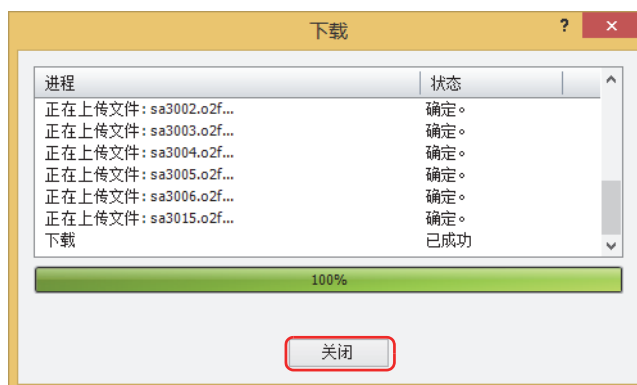 下载
? ×
进程 状态
正在上传文件: sa3002.o2f... 确定。
正在上传文件: sa3003.o2f... 确定。
正在上传文件: sa3004.o2f... 确定。
正在上传文件: sa3005.o2f... 确定。
正在上传文件: sa3006.o2f... 确定。
正在上传文件: sa3015.o2f... 确定。
下载 已成功
100%
关闭